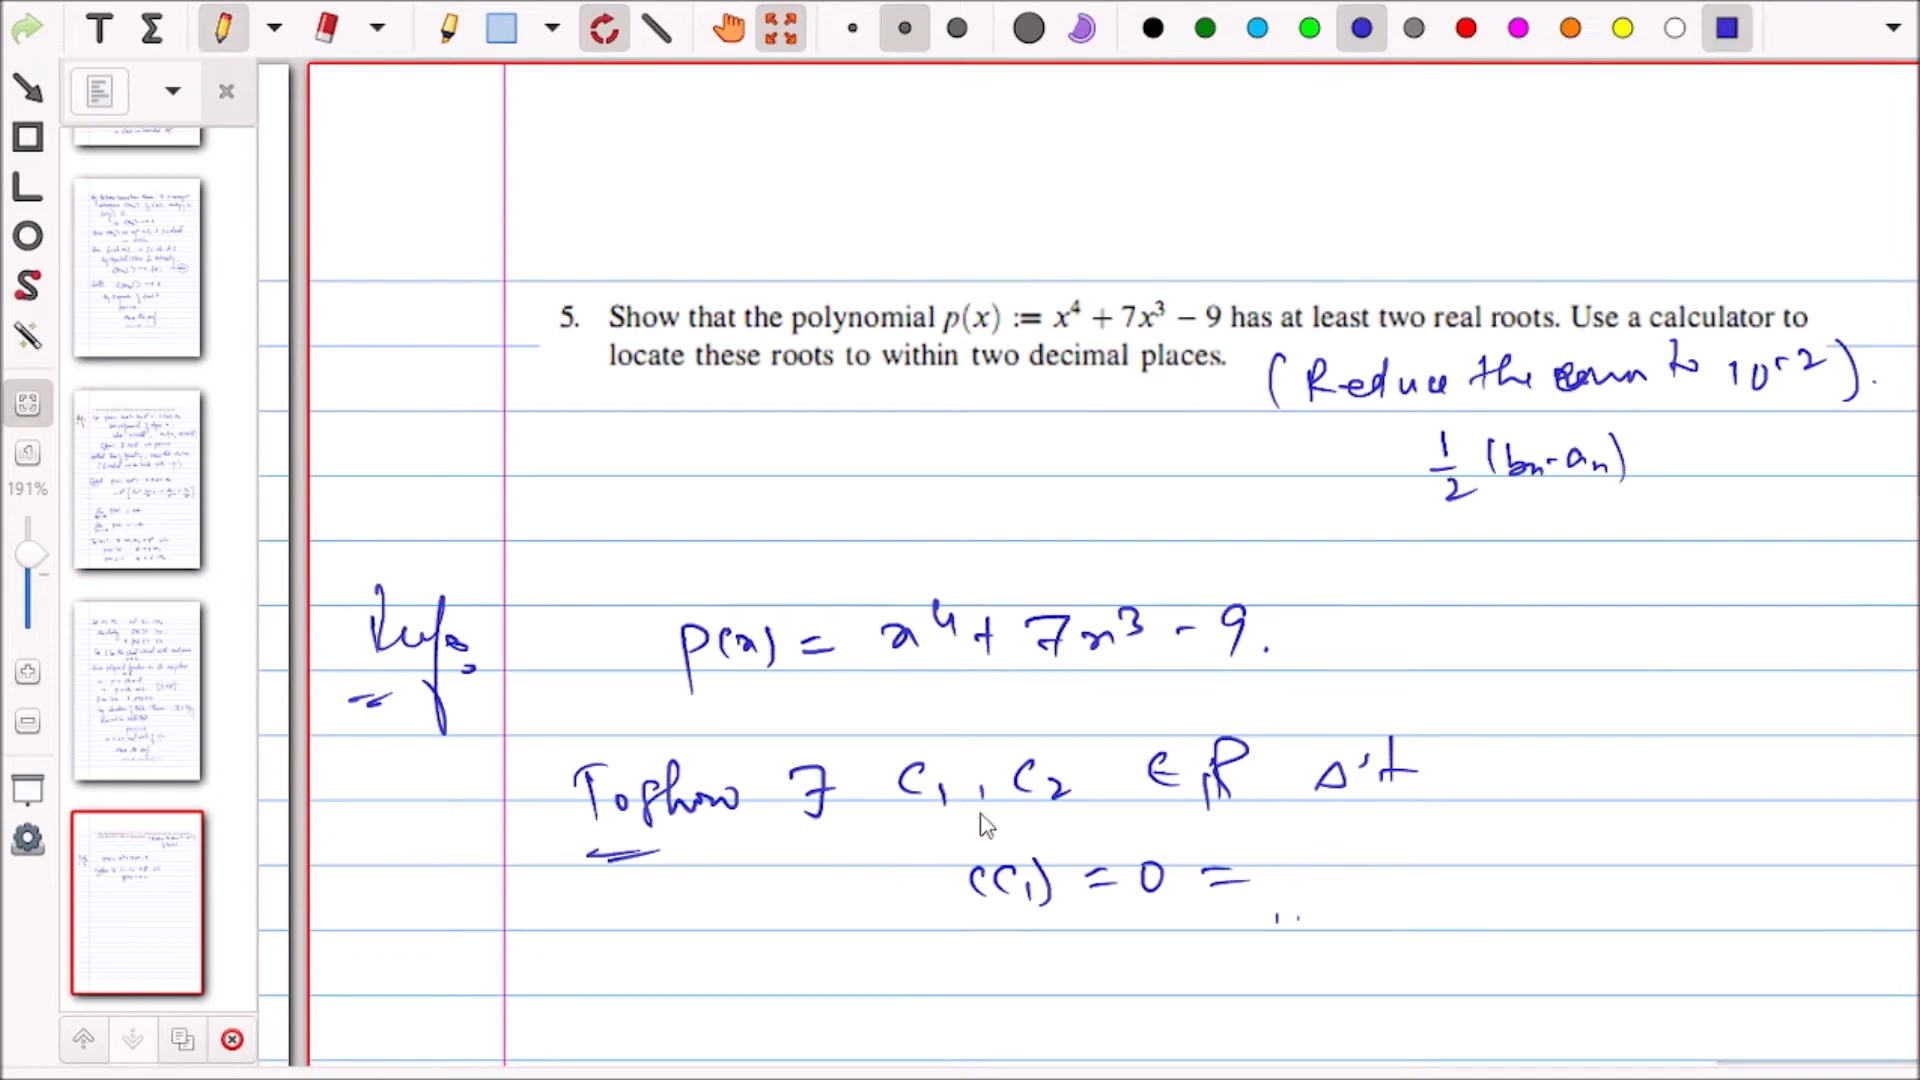 191%
5. Show that the polynomial p(x) := x⁴ + 7x³ − 9 has at least two real roots. Use a calculator to
locate these roots to within two decimal places.
(Reduce the to 10⁻²).
1/2 (bn - an)
p(x) = x⁴ + 7x³ - 9.
To show ∃ C₁, C₂ ∈ ℝ s.t
C(C₁) = 0 =